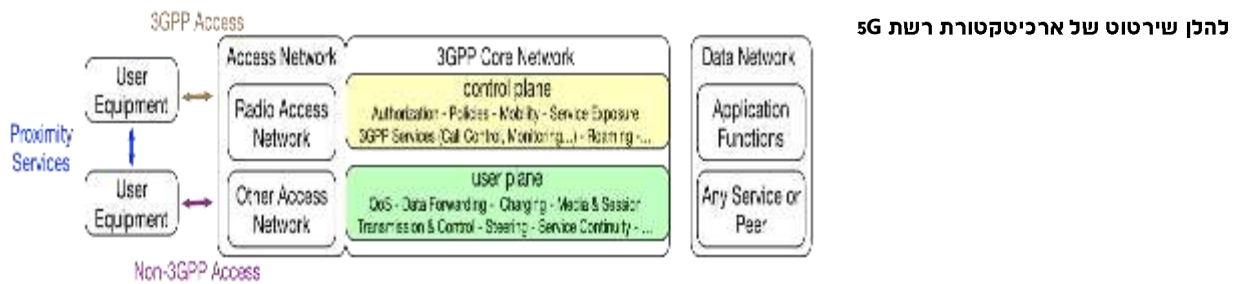 להלן שירטוט של ארכיטקטורת רשת 5G
3GPP Access
User
Equipment
Proximity
Services
User
Equipment
Non-3GPP Access
Access Network
Radio Access
Network
Other Access
Network
3GPP Core Network
control plane
Authorization - Policies - Mobility - Service Exposure
3GPP Services (Call Control, Monitoring...) - Roaming - ...
user plane
QoS - Data Forwarding - Charging - Media & Session
Transmission & Control - Steering - Service Continuity - ...
Data Network
Application
Functions
Any Service or
Peer